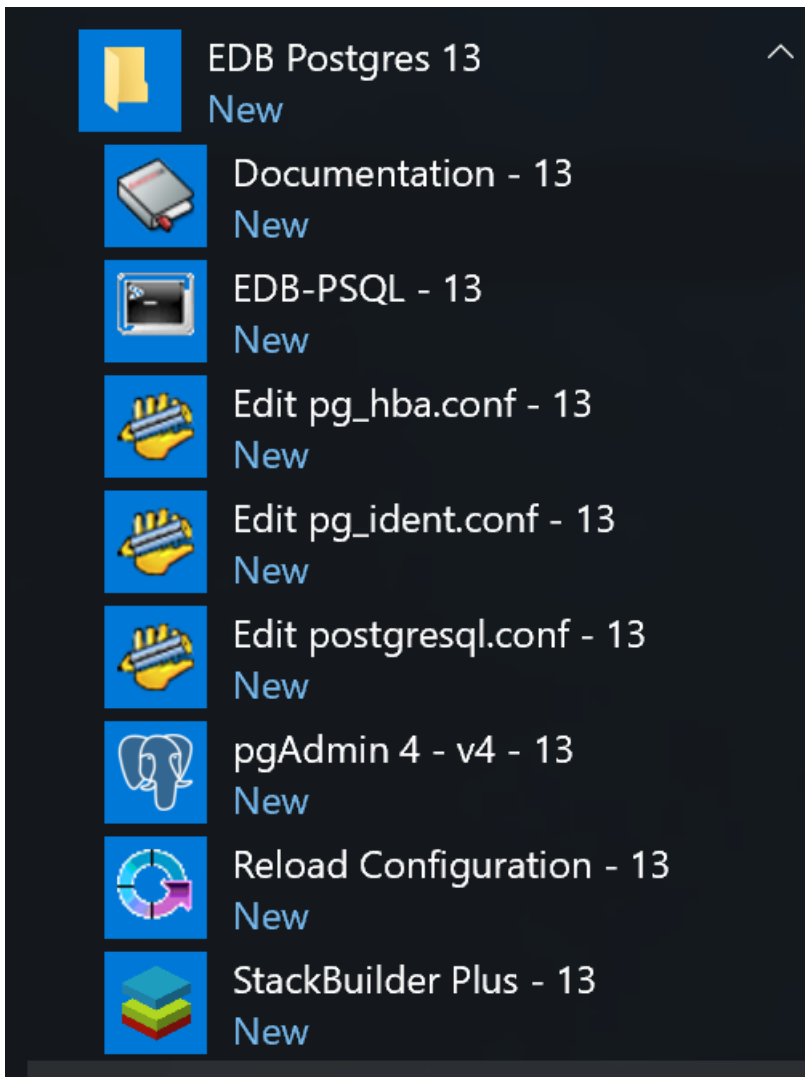 EDB Postgres 13
New
Documentation - 13
New
EDB-PSQL - 13
New
Edit pg_hba.conf - 13
New
Edit pg_ident.conf - 13
New
Edit postgresql.conf - 13
New
pgAdmin 4 - v4 - 13
New
Reload Configuration - 13
New
StackBuilder Plus - 13
New